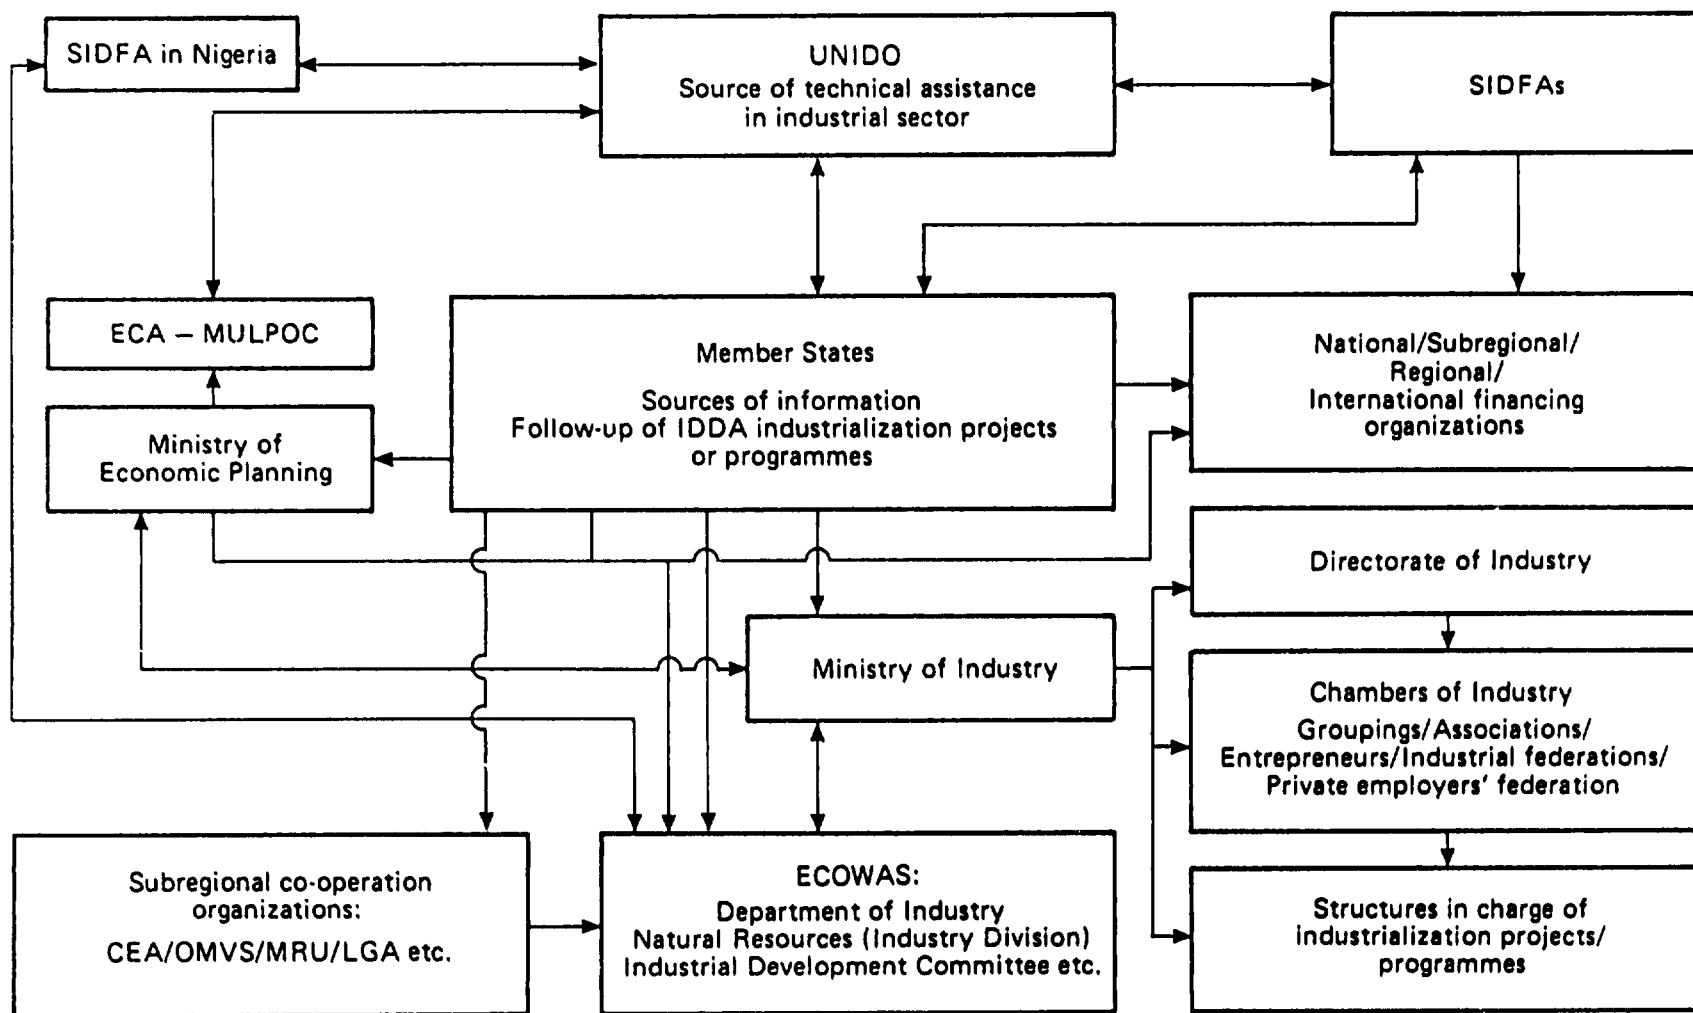 SIDFA in Nigeria
UNIDO
Source of technical assistance
in industrial sector
SIDFAs
ECA – MULPOC
Member States
Sources of information
Follow-up of IDDA industrialization projects
or programmes
National/Subregional/
Regional/
International financing
organizations
Ministry of
Economic Planning
Directorate of Industry
Ministry of Industry
Chambers of Industry
Groupings/Associations/
Entrepreneurs/Industrial federations/
Private employers' federation
Subregional co-operation
organizations:
CEA/OMVS/MRU/LGA etc.
ECOWAS:
Department of Industry
Natural Resources (Industry Division)
Industrial Development Committee etc.
Structures in charge of
industrialization projects/
programmes